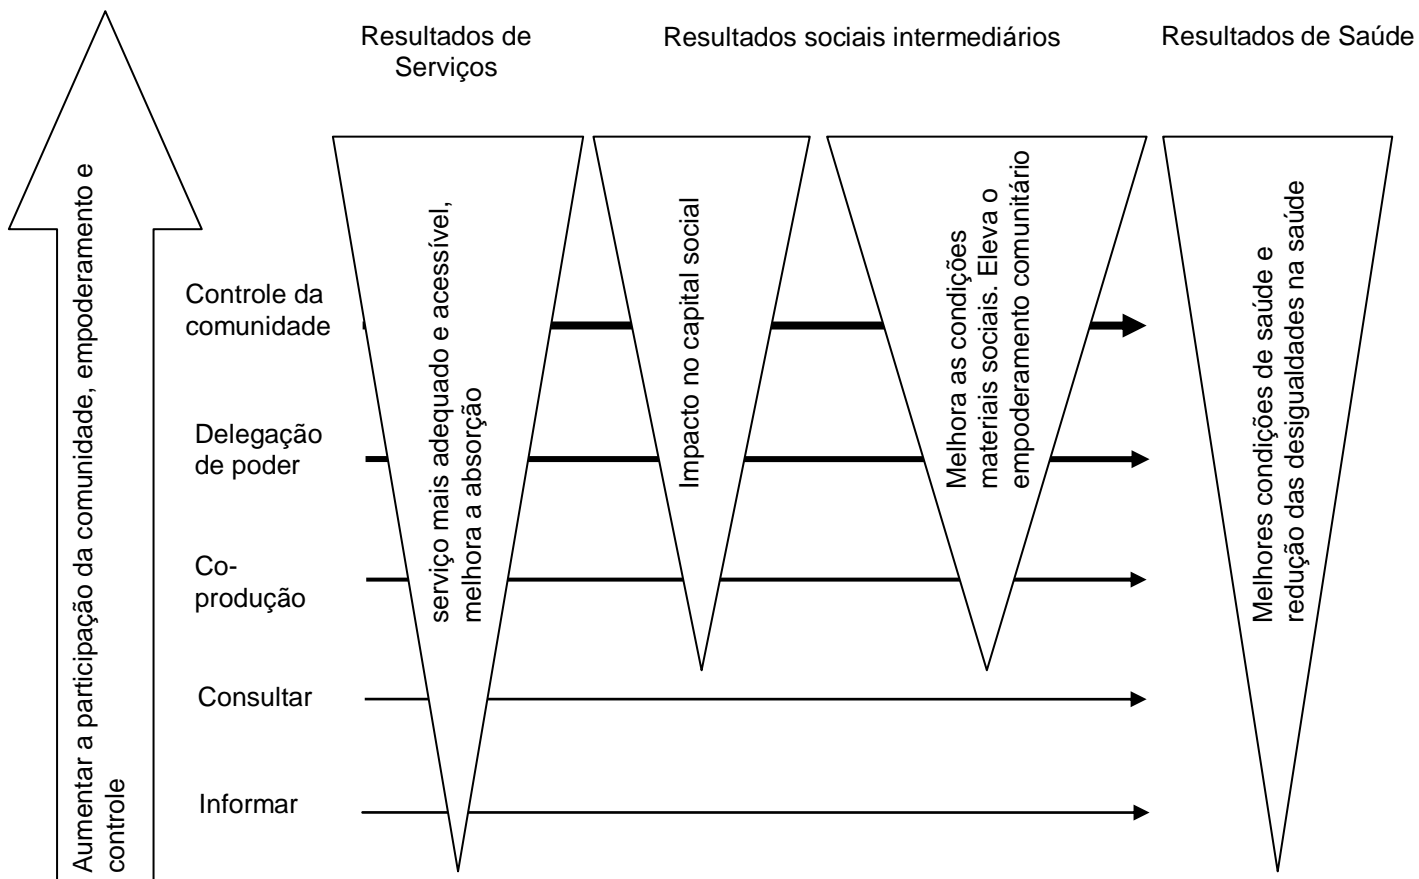 Resultados de
Serviços
Resultados sociais intermediários
Resultados de Saúde
Aumentar a participação da comunidade, empoderamento e
controle
Controle da
comunidade
Delegação
de poder
Co-
produção
Consultar
Informar
serviço mais adequado e acessível,
melhora a absorção
Impacto no capital social
Melhora as condições
materiais sociais. Eleva o
empoderamento comunitário
Melhores condições de saúde e
redução das desigualdades na saúde